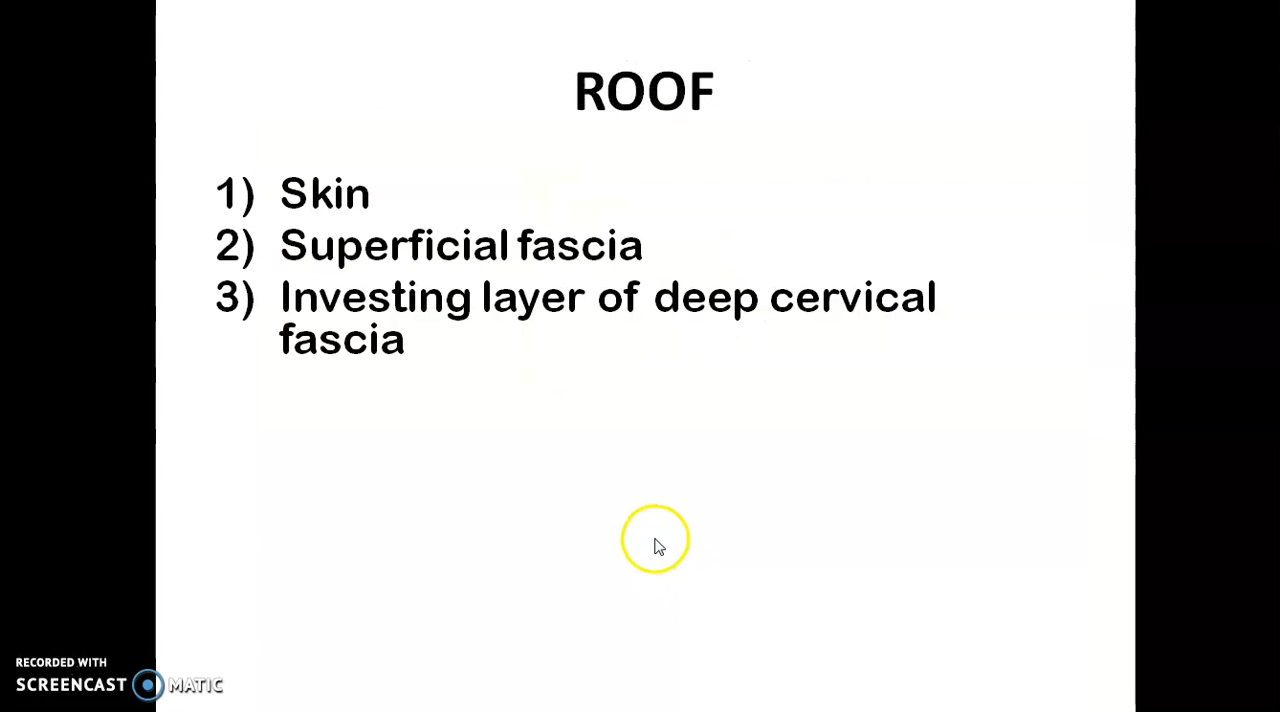 ROOF
1) Skin
2) Superficial fascia
3) Investing layer of deep cervical
fascia
RECORDED WITH
SCREENCAST MATIC